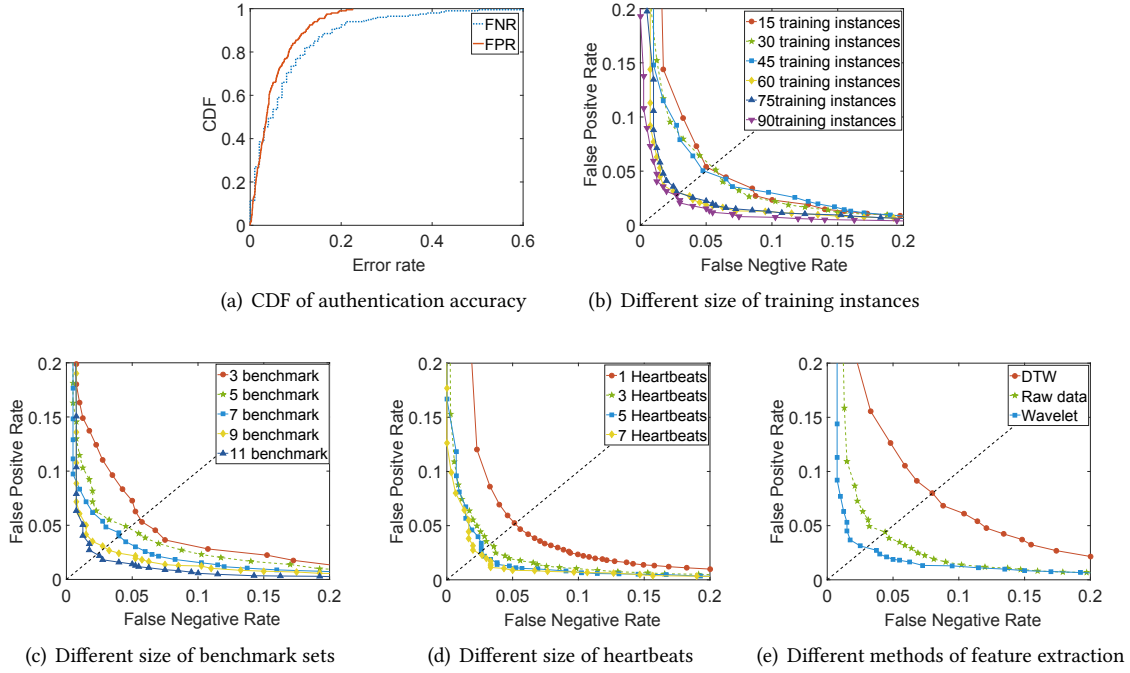 CDF
1
0.8
0.6
0.4
0.2
0
0 0.2 0.4 0.6
Error rate
FNR
FPR
(a) CDF of authentication accuracy
False Positve Rate
0.2
0.15
0.1
0.05
0
0 0.05 0.1 0.15 0.2
False Negtive Rate
15 training instances
30 training instances
45 training instances
60 training instances
75training instances
90training instances
(b) Different size of training instances
False Positive Rate
0.2
0.15
0.1
0.05
0
0 0.05 0.1 0.15 0.2
False Negative Rate
3 benchmark
5 benchmark
7 benchmark
9 benchmark
11 benchmark
(c) Different size of benchmark sets
False Positive Rate
0.2
0.15
0.1
0.05
0
0 0.05 0.1 0.15 0.2
False Negative Rate
1 Heartbeats
3 Heartbeats
5 Heartbeats
7 Heartbeats
(d) Different size of heartbeats
False Positive Rate
0.2
0.15
0.1
0.05
0
0 0.05 0.1 0.15 0.2
False Negative Rate
DTW
Raw data
Wavelet
(e) Different methods of feature extraction